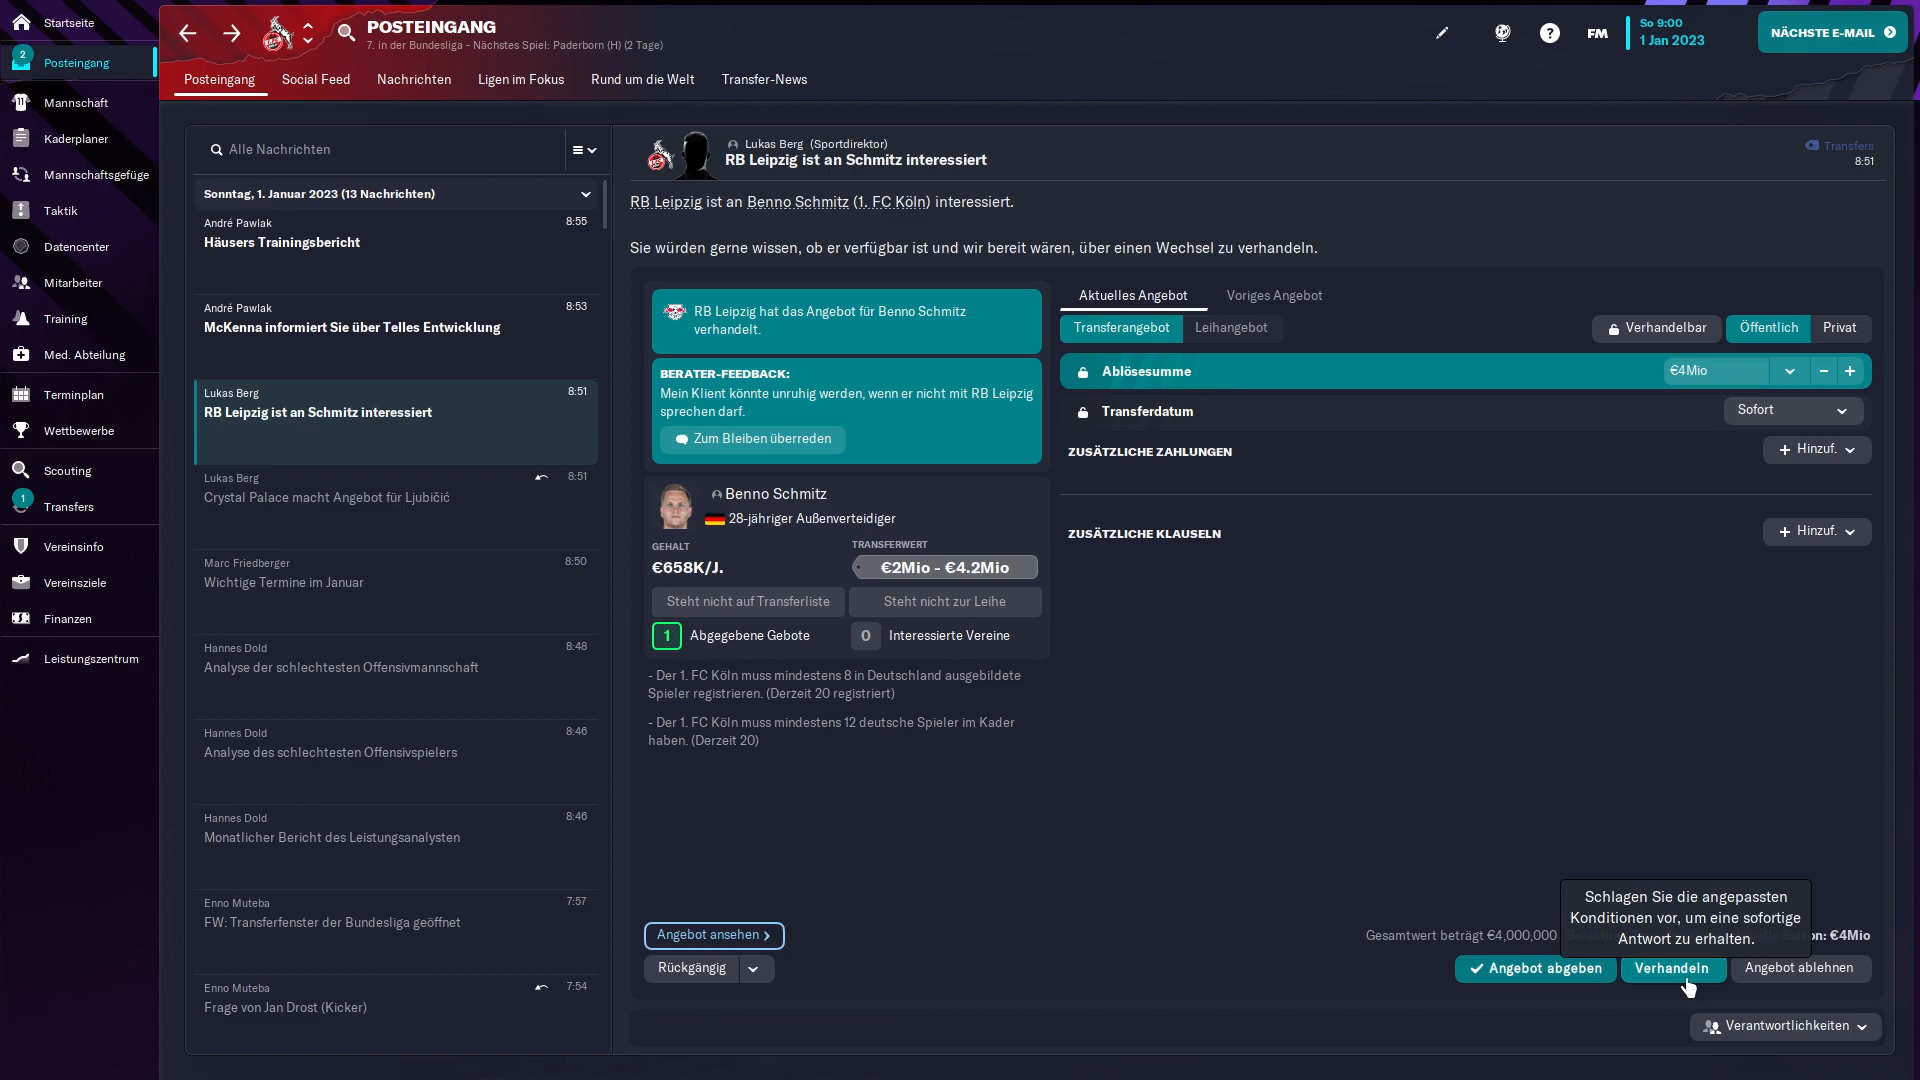 Startseite
2
Posteingang
Mannschaft
Kaderplaner
Mannschaftsgefüge
Taktik
Datencenter
Mitarbeiter
Training
Med. Abteilung
Terminplan
Wettbewerbe
Scouting
1
Transfers
Vereinsinfo
Vereinsziele
Finanzen
Leistungszentrum
POSTEINGANG
7. in der Bundesliga - Nächstes Spiel: Paderborn (H) (2 Tage)
FM
So 9:00
1 Jan 2023
NÄCHSTE E-MAIL
Posteingang
Social Feed
Nachrichten
Ligen im Fokus
Rund um die Welt
Transfer-News
Alle Nachrichten
Sonntag, 1. Januar 2023 (13 Nachrichten)
André Pawlak 8:55
Häusers Trainingsbericht
André Pawlak 8:53
McKenna informiert Sie über Telles Entwicklung
Lukas Berg 8:51
RB Leipzig ist an Schmitz interessiert
Lukas Berg 8:51
Crystal Palace macht Angebot für Ljubičić
Marc Friedberger 8:50
Wichtige Termine im Januar
Hannes Dold 8:48
Analyse der schlechtesten Offensivmannschaft
Hannes Dold 8:46
Analyse des schlechtesten Offensivspielers
Hannes Dold 8:46
Monatlicher Bericht des Leistungsanalysten
Enno Muteba 7:57
FW: Transferfenster der Bundesliga geöffnet
Enno Muteba 7:54
Frage von Jan Drost (Kicker)
Lukas Berg (Sportdirektor)
RB Leipzig ist an Schmitz interessiert
Transfers
8:51
RB Leipzig ist an Benno Schmitz (1. FC Köln) interessiert.
Sie würden gerne wissen, ob er verfügbar ist und wir bereit wären, über einen Wechsel zu verhandeln.
RB Leipzig hat das Angebot für Benno Schmitz
verhandelt.
BERATER-FEEDBACK:
Mein Klient könnte unruhig werden, wenn er nicht mit RB Leipzig
sprechen darf.
Zum Bleiben überreden
Benno Schmitz
28-jähriger Außenverteidiger
GEHALT
TRANSFERWERT
€658K/J.
€2Mio - €4.2Mio
Steht nicht auf Transferliste
Steht nicht zur Leihe
1 Abgegebene Gebote
0 Interessierte Vereine
- Der 1. FC Köln muss mindestens 8 in Deutschland ausgebildete
Spieler registrieren. (Derzeit 20 registriert)
- Der 1. FC Köln muss mindestens 12 deutsche Spieler im Kader
haben. (Derzeit 20)
Aktuelles Angebot
Voriges Angebot
Transferangebot
Leihangebot
Verhandelbar
Öffentlich
Privat
Ablösesumme
€4Mio
Transferdatum
Sofort
ZUSÄTZLICHE ZAHLUNGEN
Hinzuf.
ZUSÄTZLICHE KLAUSELN
Hinzuf.
Schlagen Sie die angepassten
Konditionen vor, um eine sofortige
Antwort zu erhalten.
Angebot ansehen
Gesamtwert beträgt €4,000,000
€4Mio
Rückgängig
Angebot abgeben
Verhandeln
Angebot ablehnen
Verantwortlichkeiten